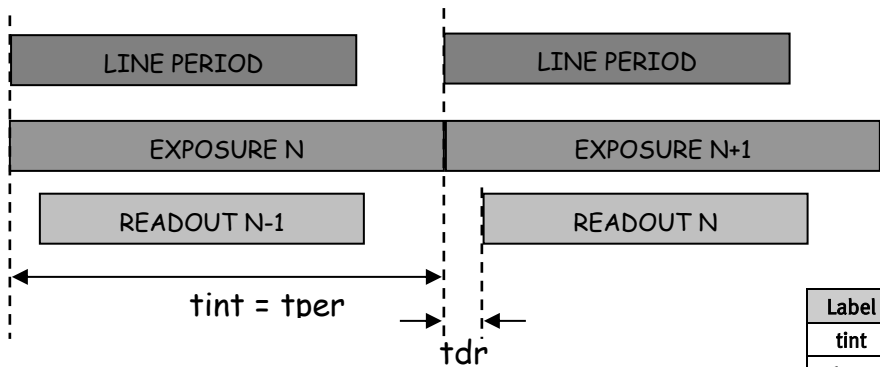 LINE PERIOD LINE PERIOD
EXPOSURE N EXPOSURE N+1
READOUT N-1 READOUT N
tint = tper
tdr
Label
tint